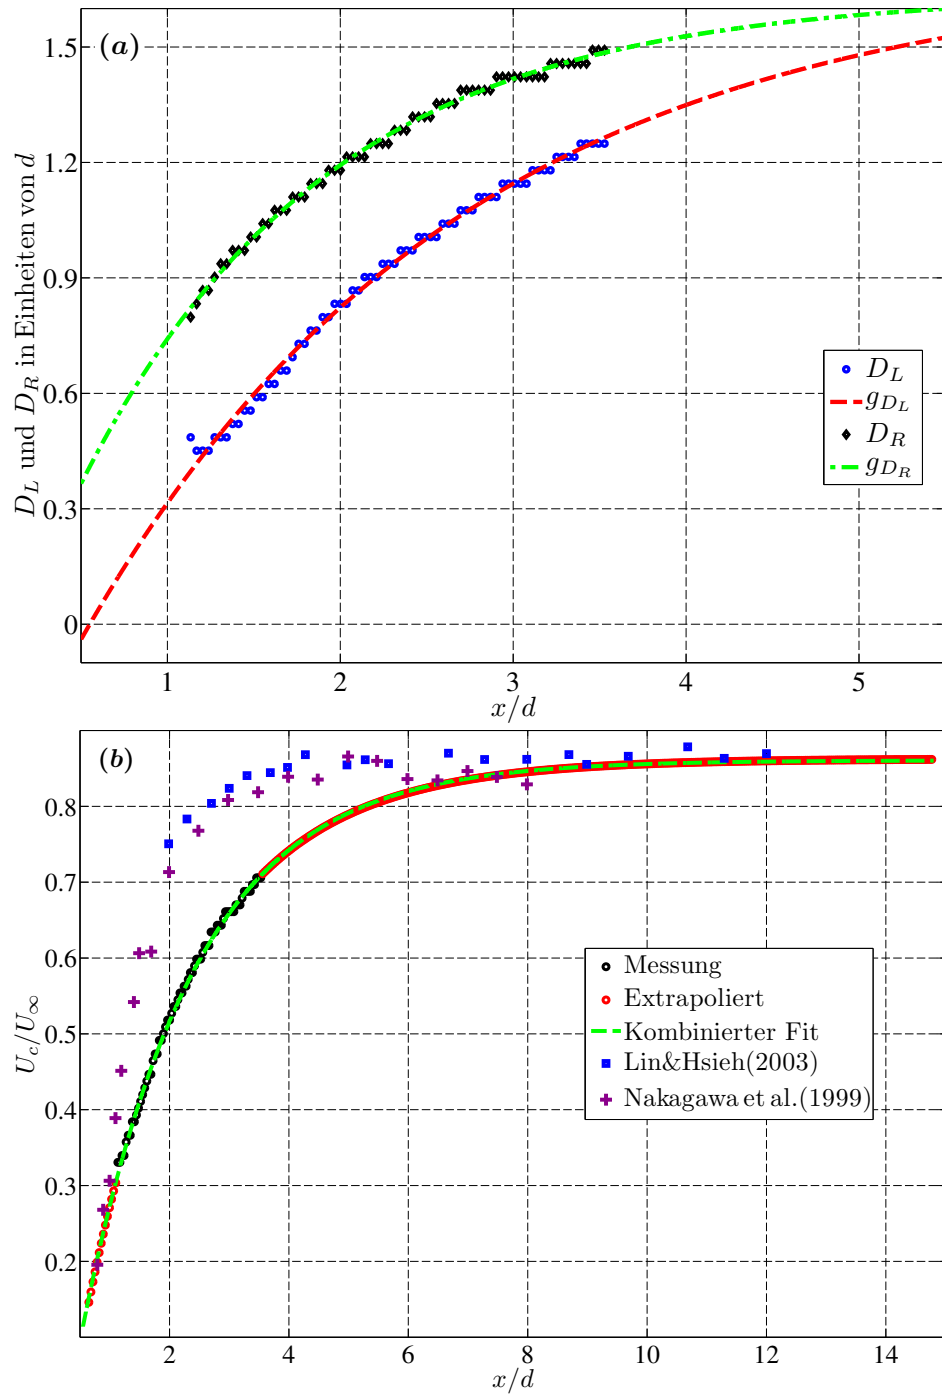 (a)
D_L und D_R in Einheiten von d
1.5
1.2
0.9
0.6
0.3
0
D_L
g_{D_L}
D_R
g_{D_R}
1 2 3 4 5
x/d
(b)
U_c/U_∞
0.8
0.7
0.6
0.5
0.4
0.3
0.2
Messung
Extrapoliert
Kombinierter Fit
Lin&Hsieh(2003)
Nakagawa et al.(1999)
2 4 6 8 10 12 14
x/d